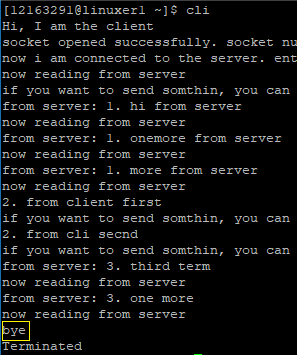 [12163291@linuxer1 ~]$ cli
Hi, I am the client
socket opened successfully. socket nu
now i am connected to the server. ent
now reading from server
if you want to send somthin, you can
from server: 1. hi from server
now reading from server
from server: 1. onemore from server
now reading from server
from server: 1. more from server
now reading from server
2. from client first
if you want to send somthin, you can
2. from cli secnd
if you want to send somthin, you can
from server: 3. third term
now reading from server
from server: 3. one more
now reading from server
bye
Terminated